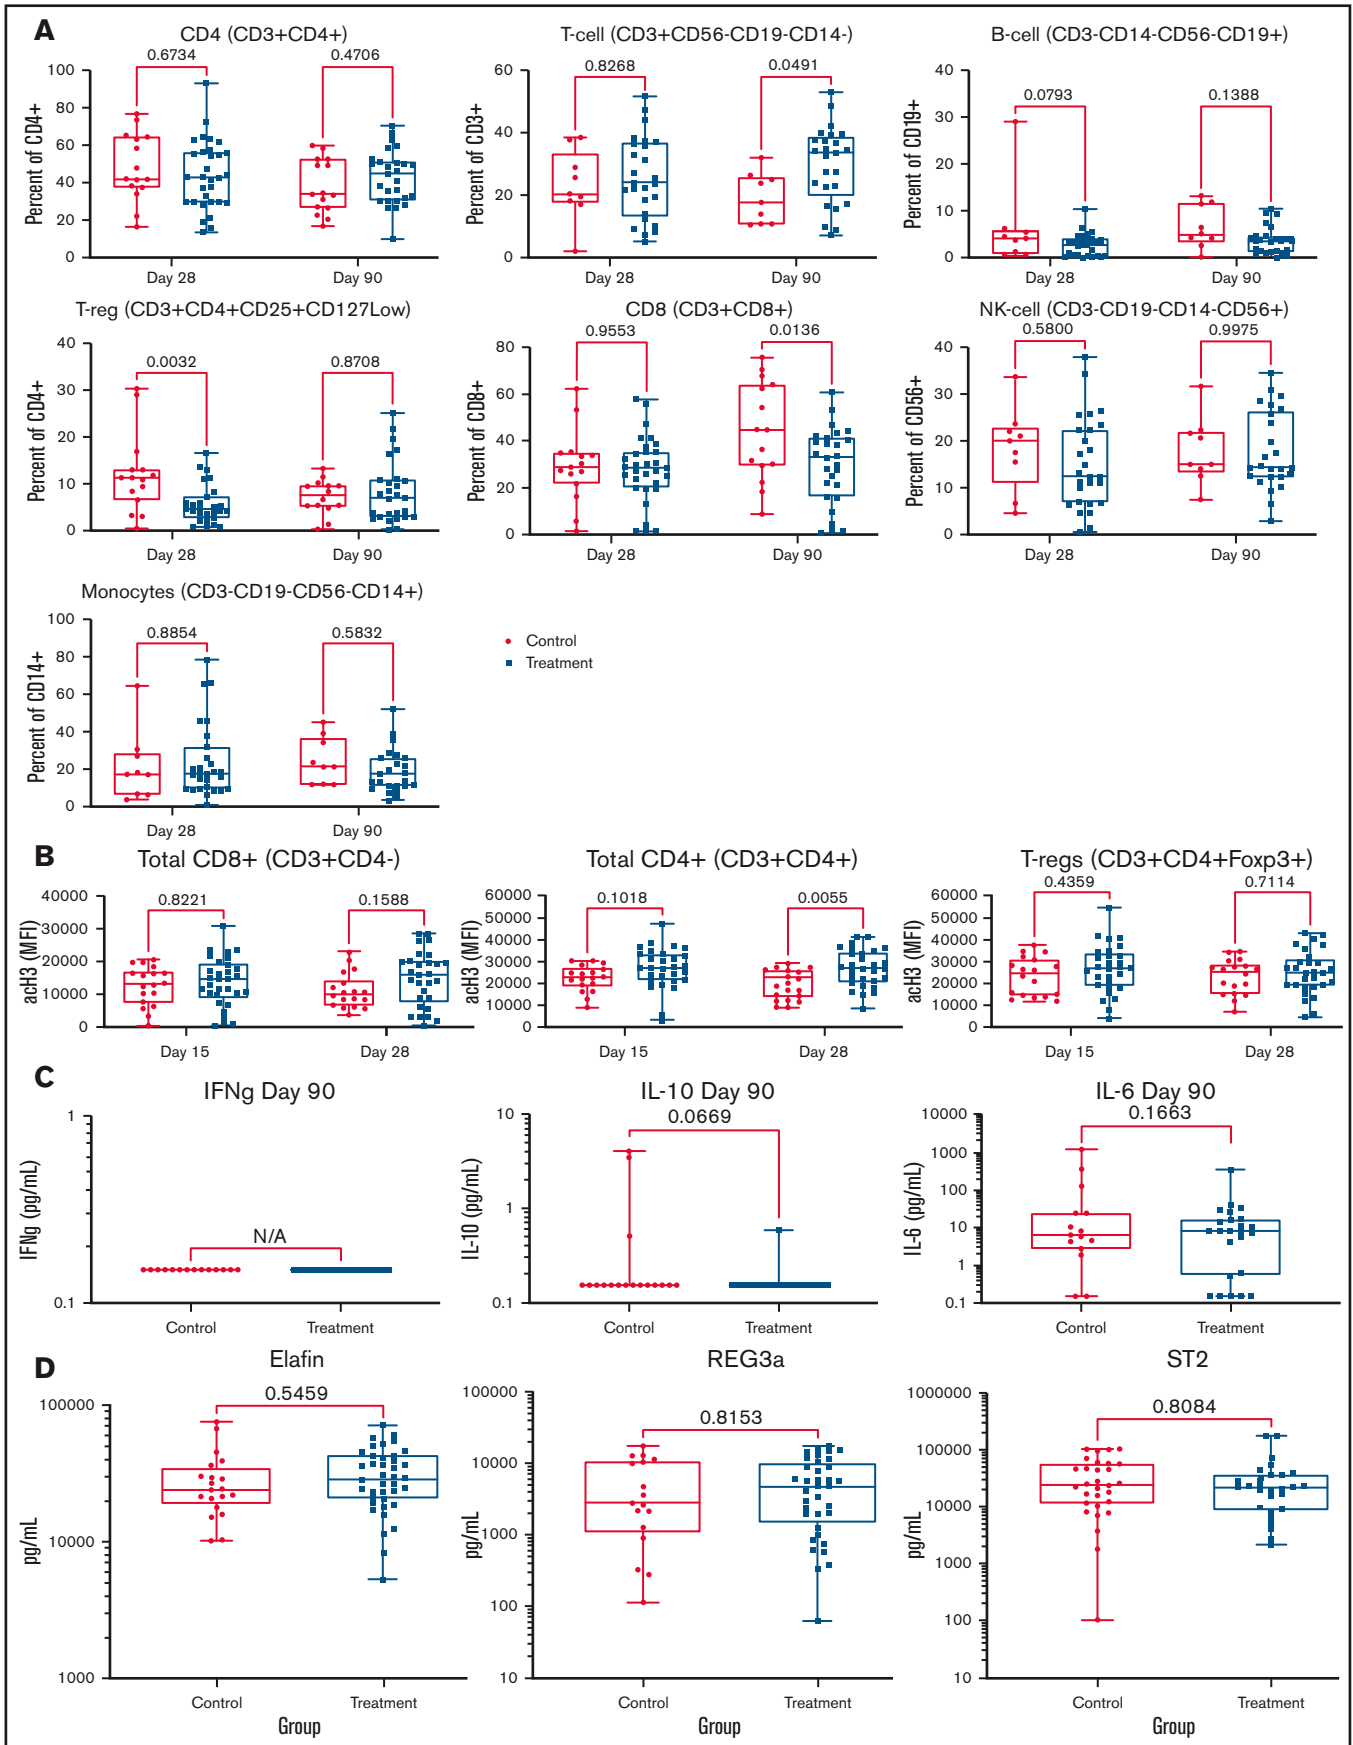 A
CD4 (CD3+CD4+)
0.6734
0.4706
Percent of CD4+
100
80
60
40
20
0
Day 28
Day 90
T-cell (CD3+CD56-CD19-CD14-)
0.8268
0.0491
Percent of CD3+
60
40
20
0
Day 28
Day 90
B-cell (CD3-CD14-CD56-CD19+)
0.0793
0.1388
Percent of CD19+
40
30
20
10
0
Day 28
Day 90
T-reg (CD3+CD4+CD25+CD127Low)
0.0032
0.8708
Percent of CD4+
40
30
20
10
0
Day 28
Day 90
CD8 (CD3+CD8+)
0.9553
0.0136
Percent of CD8+
80
60
40
20
0
Day 28
Day 90
NK-cell (CD3-CD19-CD14-CD56+)
0.5800
0.9975
Percent of CD56+
40
30
20
10
0
Day 28
Day 90
Monocytes (CD3-CD19-CD56-CD14+)
0.8854
0.5832
Percent of CD14+
100
80
60
40
20
0
Day 28
Day 90
Control
Treatment
B
Total CD8+ (CD3+CD4-)
0.8221
0.1588
acH3 (MFI)
40000
30000
20000
10000
0
Day 15
Day 28
Total CD4+ (CD3+CD4+)
0.1018
0.0055
acH3 (MFI)
60000
50000
40000
30000
20000
10000
0
Day 15
Day 28
T-regs (CD3+CD4+Foxp3+)
0.4359
0.7114
acH3 (MFI)
60000
50000
40000
30000
20000
10000
0
Day 15
Day 28
C
IFNg Day 90
N/A
IFNg (pg/mL)
1
0.1
Control
Treatment
IL-10 Day 90
0.0669
IL-10 (pg/mL)
10
1
0.1
Control
Treatment
IL-6 Day 90
0.1663
IL-6 (pg/mL)
10000
1000
100
10
1
0.1
Control
Treatment
D
Elafin
0.5459
pg/mL
100000
10000
1000
Control
Treatment
Group
REG3a
0.8153
pg/mL
100000
10000
1000
100
10
Control
Treatment
Group
ST2
0.8084
pg/mL
1000000
100000
10000
1000
100
10
Control
Treatment
Group